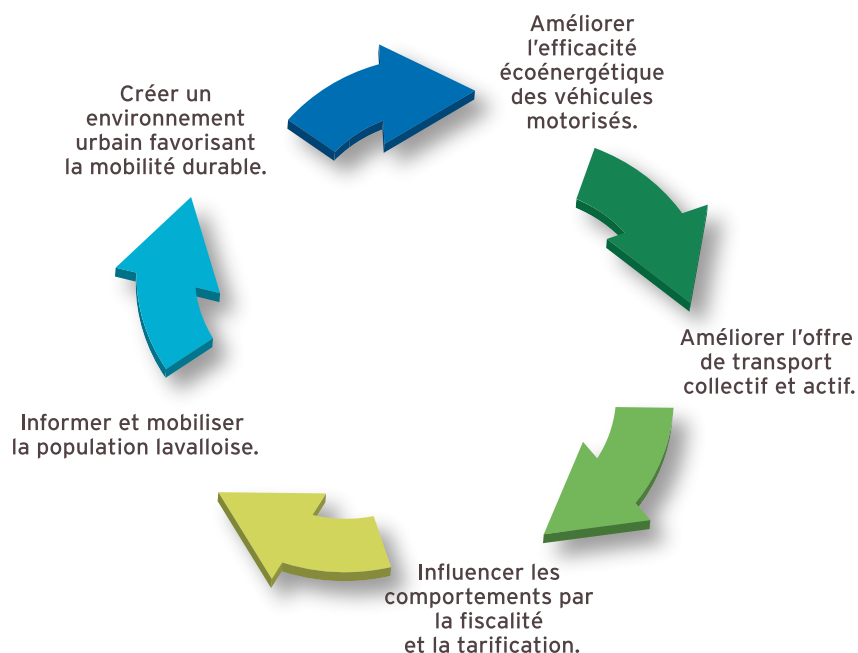 Améliorer
l'efficacité
écoénergétique
des véhicules
motorisés.
Créer un
environnement
urbain favorisant
la mobilité durable.
Améliorer l'offre
de transport
collectif et actif.
Informer et mobiliser
la population lavalloise.
Influencer les
comportements par
la fiscalité
et la tarification.